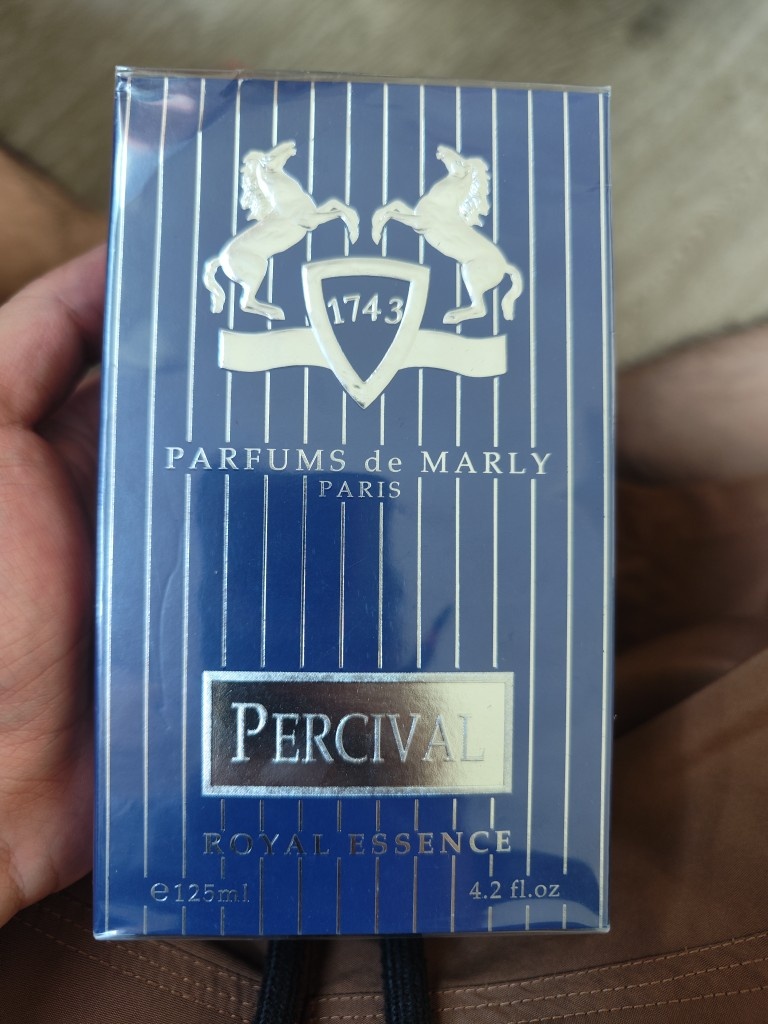 1743
PARFUMS de MARLY
PARIS
PERCIVAL
ROYAL ESSENCE
℮125ml 4.2 fl.oz